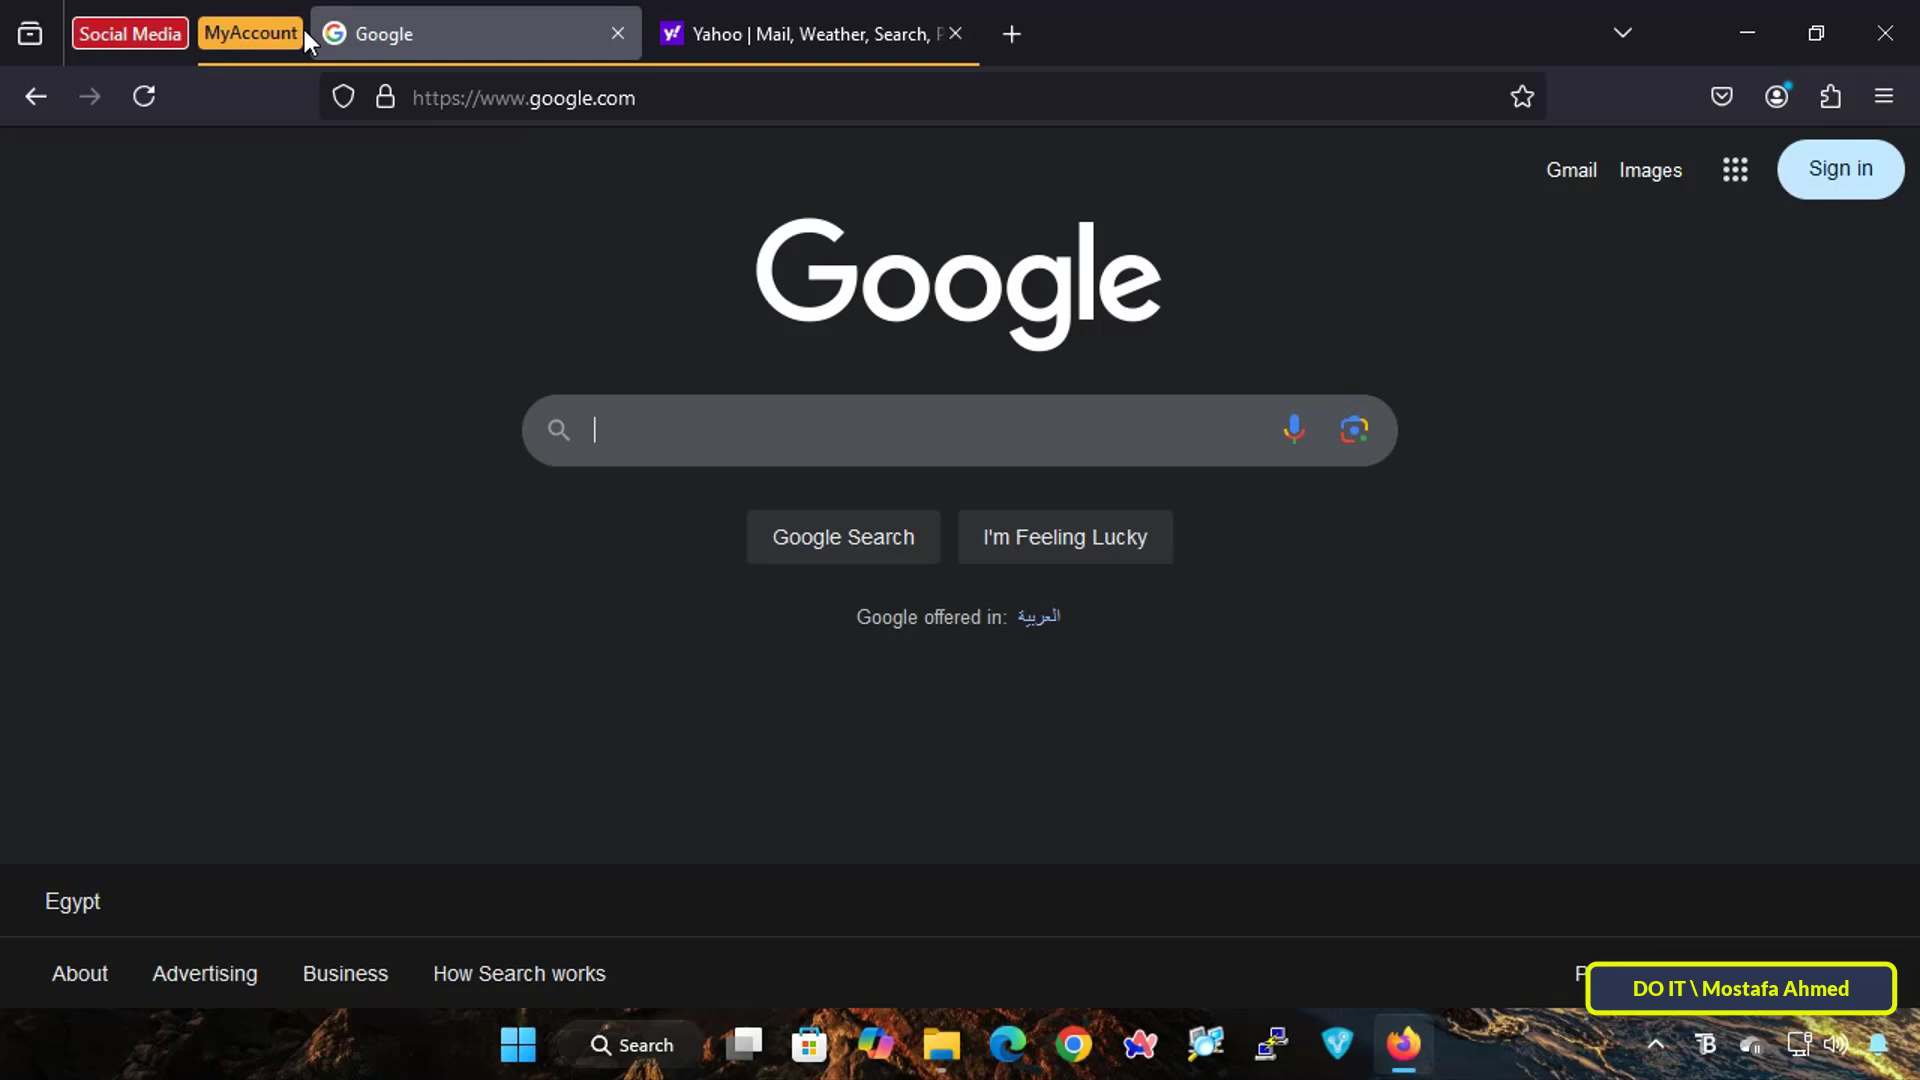 Social Media MyAccount Google Yahoo | Mail, Weather, Search,
https://www.google.com
Gmail Images Sign in
Google
Google Search I'm Feeling Lucky
Google offered in: العربية
Egypt
About Advertising Business How Search works
DO IT \ Mostafa Ahmed
Search